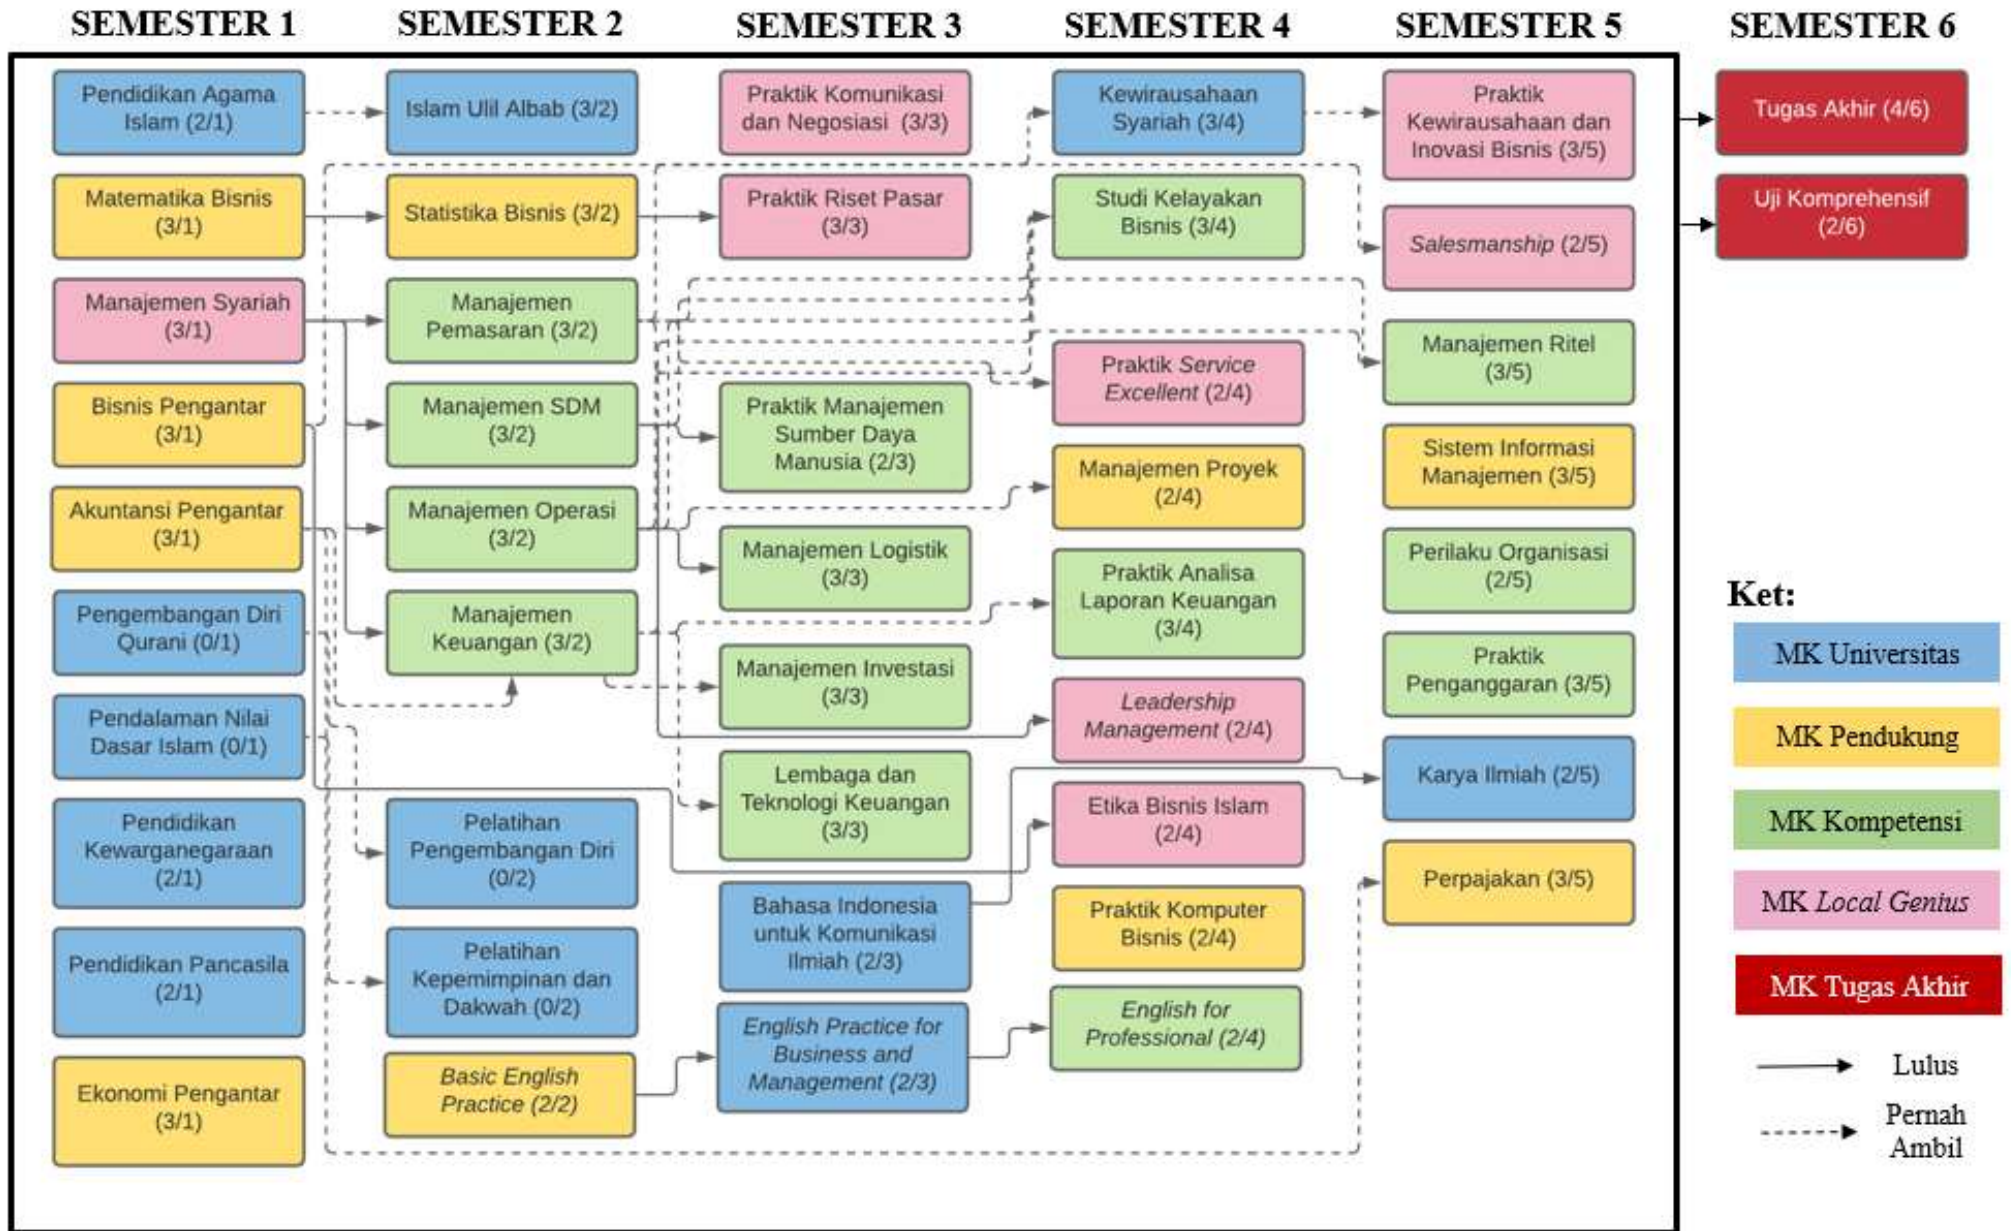 SEMESTER 1
SEMESTER 2
SEMESTER 3
SEMESTER 4
SEMESTER 5
SEMESTER 6
Pendidikan Agama
Islam (2/1)
Matematika Bisnis
(3/1)
Manajemen Syariah
(3/1)
Bisnis Pengantar
(3/1)
Akuntansi Pengantar
(3/1)
Pengembangan Diri
Qurani (0/1)
Pendalaman Nilai
Dasar Islam (0/1)
Pendidikan
Kewarganegaraan
(2/1)
Pendidikan Pancasila
(2/1)
Ekonomi Pengantar
(3/1)
Islam Ulil Albab (3/2)
Statistika Bisnis (3/2)
Manajemen
Pemasaran (3/2)
Manajemen SDM
(3/2)
Manajemen Operasi
(3/2)
Manajemen
Keuangan (3/2)
Pelatihan
Pengembangan Diri
(0/2)
Pelatihan
Kepemimpinan dan
Dakwah (0/2)
Basic English
Practice (2/2)
Praktik Komunikasi
dan Negosiasi (3/3)
Praktik Riset Pasar
(3/3)
Praktik Manajemen
Sumber Daya
Manusia (2/3)
Manajemen Logistik
(3/3)
Manajemen Investasi
(3/3)
Lembaga dan
Teknologi Keuangan
(3/3)
Bahasa Indonesia
untuk Komunikasi
Ilmiah (2/3)
English Practice for
Business and
Management (2/3)
Kewirausahaan
Syariah (3/4)
Studi Kelayakan
Bisnis (3/4)
Praktik Service
Excellent (2/4)
Manajemen Proyek
(2/4)
Praktik Analisa
Laporan Keuangan
(3/4)
Leadership
Management (2/4)
Etika Bisnis Islam
(2/4)
Praktik Komputer
Bisnis (2/4)
English for
Professional (2/4)
Praktik
Kewirausahaan dan
Inovasi Bisnis (3/5)
Salesmanship (2/5)
Manajemen Ritel
(3/5)
Sistem Informasi
Manajemen (3/5)
Perilaku Organisasi
(2/5)
Praktik
Penganggaran (3/5)
Karya Ilmiah (2/5)
Perpajakan (3/5)
Tugas Akhir (4/6)
Uji Komprehensif
(2/6)
Ket:
MK Universitas
MK Pendukung
MK Kompetensi
MK Local Genius
MK Tugas Akhir
Lulus
Pernah
Ambil